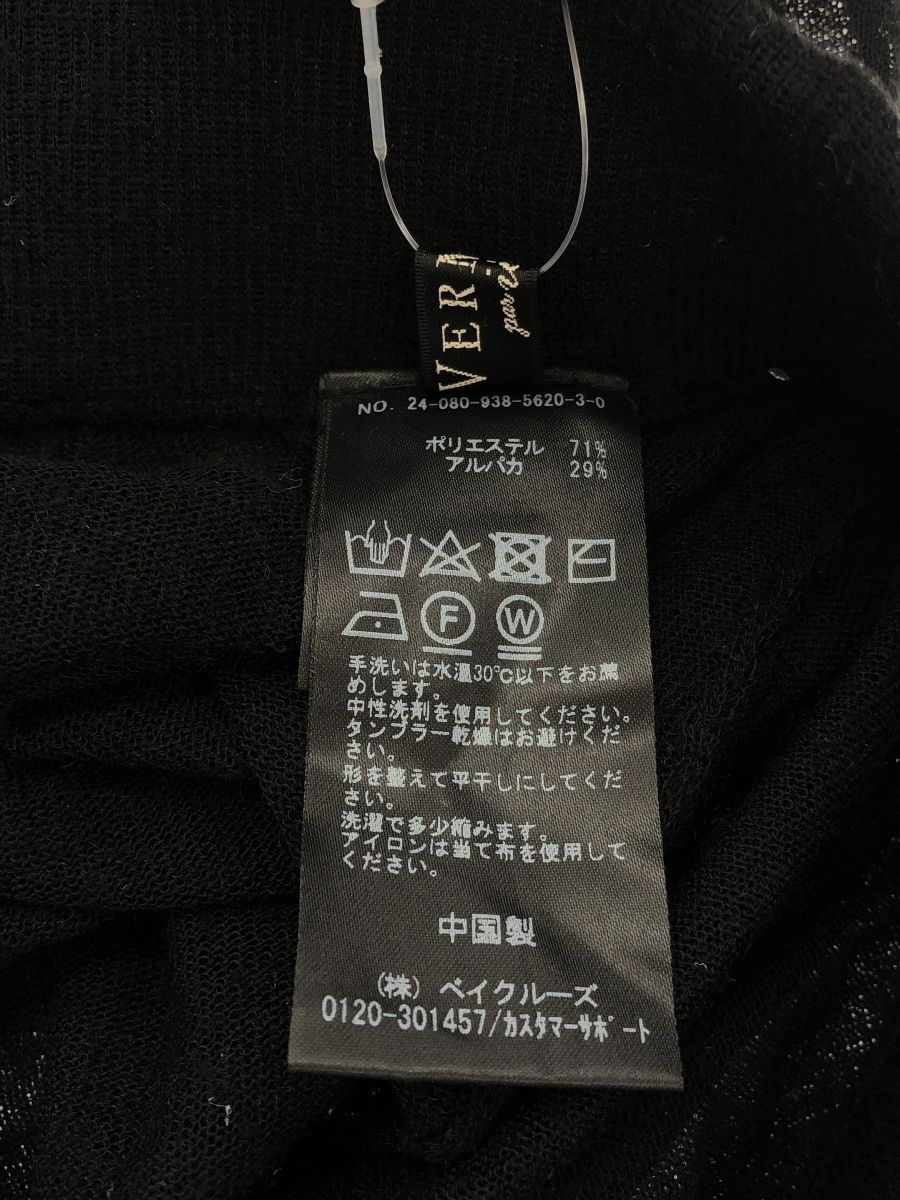 VERM
par i
NO. 24-080-938-5620-3-0
ポリエステル 71%
アルパカ 29%
F W
手洗いは水温30℃以下をお薦
めします。
中性洗剤を使用してください。
タンブラー乾燥はお避けくだ
さい。
形を整えて平干しにしてくだ
さい。
洗濯で多少縮みます。
アイロンは当て布を使用して
ください。
中国製
(株) ベイクルーズ
0120-301457/カスタマーサポート